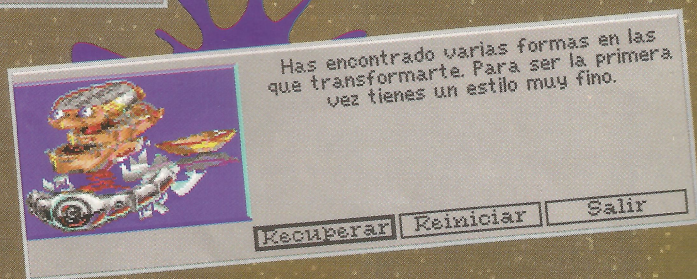 Has encontrado varias formas en las
que transformarte. Para ser la primera
vez tienes un estilo muy fino.
Recuperar Reiniciar Salir